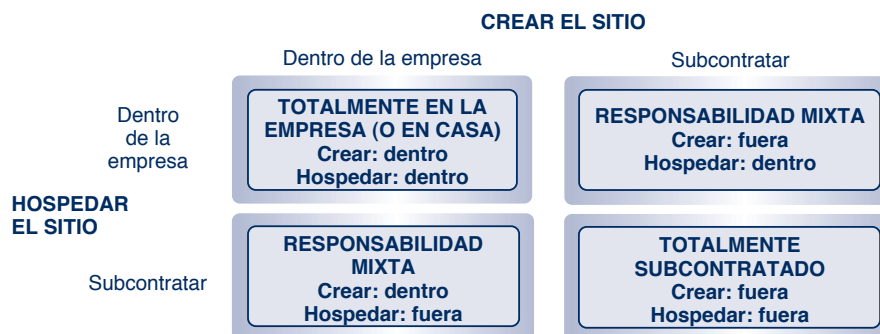 CREAR EL SITIO
Dentro de la empresa
Subcontratar
Dentro
de la
empresa
TOTALMENTE EN LA
EMPRESA (O EN CASA)
Crear: dentro
Hospedar: dentro
RESPONSABILIDAD MIXTA
Crear: fuera
Hospedar: dentro
HOSPEDAR
EL SITIO
Subcontratar
RESPONSABILIDAD
MIXTA
Crear: dentro
Hospedar: fuera
TOTALMENTE
SUBCONTRATADO
Crear: fuera
Hospedar: fuera